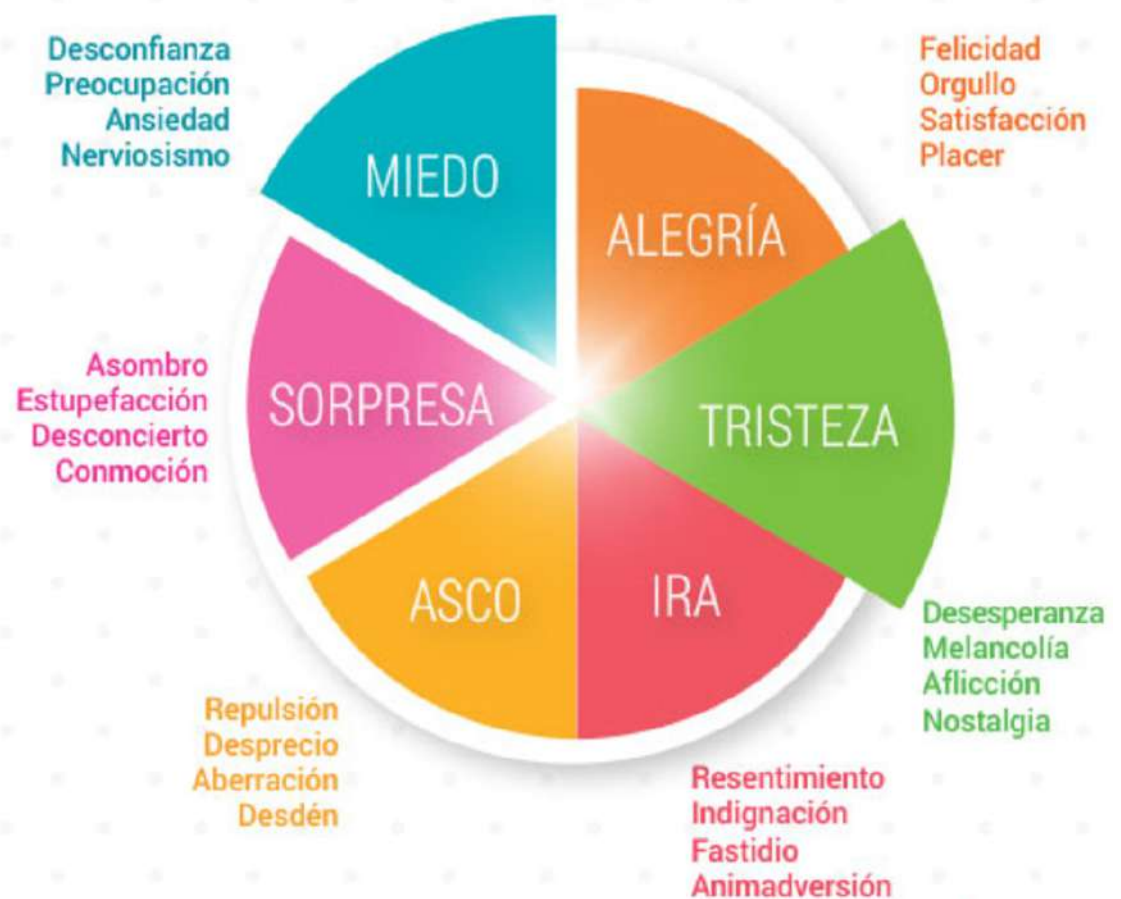 Desconfianza
Preocupación
Ansiedad
Nerviosismo
MIEDO
Felicidad
Orgullo
Satisfacción
Placer
ALEGRÍA
Asombro
Estupefacción
Desconcierto
Conmoción
SORPRESA
TRISTEZA
Desesperanza
Melancolía
Aflicción
Nostalgia
ASCO
IRA
Repulsión
Desprecio
Aberración
Desdén
Resentimiento
Indignación
Fastidio
Animadversión